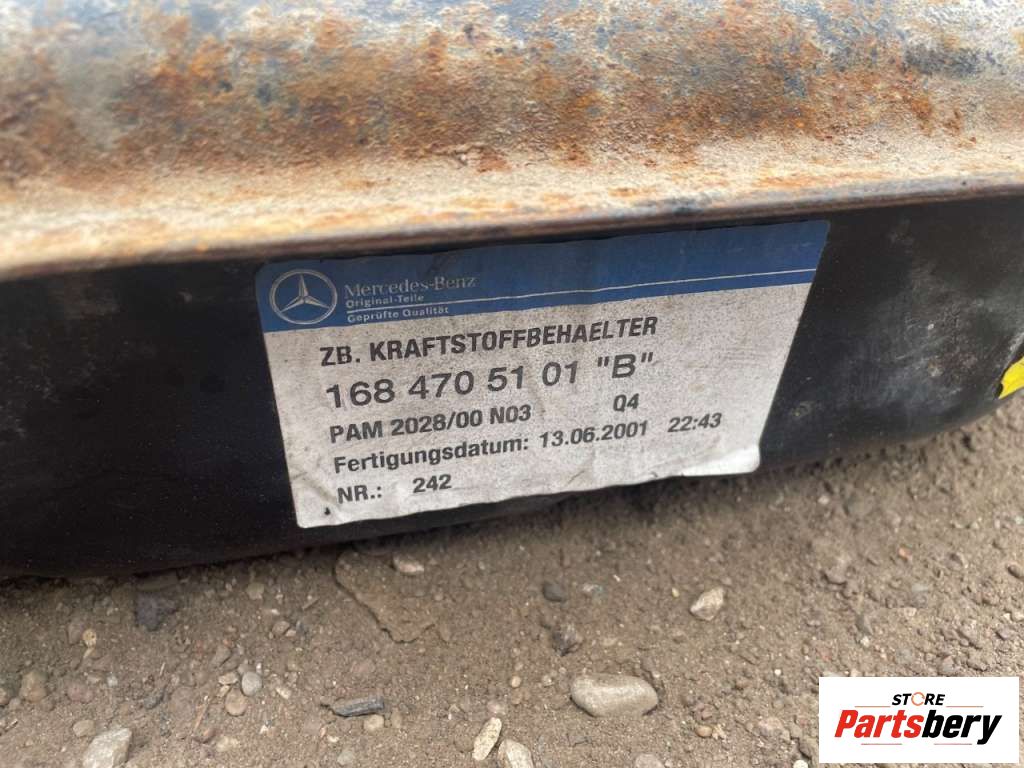 Mercedes-Benz
Original-Teile
Geprüfte Qualität
ZB. KRAFTSTOFFBEHAELTER
168 470 51 01 "B"
PAM 2028/00 N03 Q4
Fertigungsdatum: 13.06.2001 22:43
NR.: 242
STORE
Partsbery